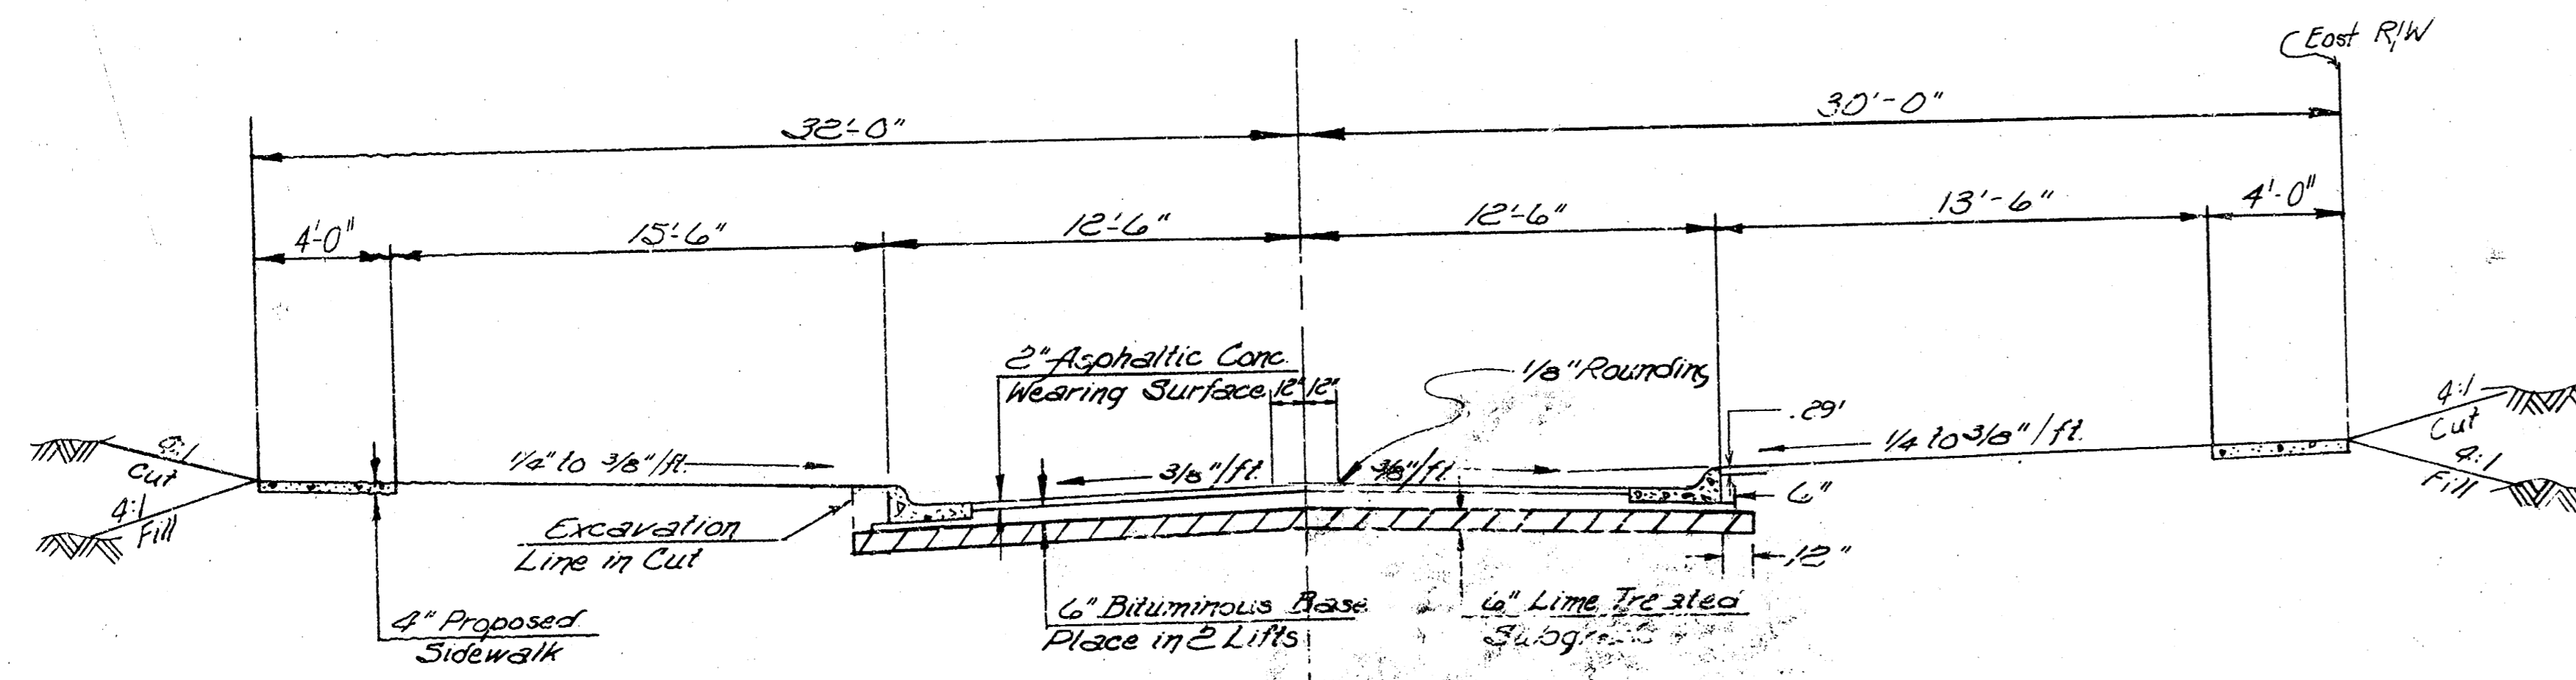 East R/W
32'-0"
30'-0"
4'-0"
15'-6"
12'-6"
12'-6"
13'-6"
4'-0"
2" Asphaltic Conc.
Wearing Surface
12"
12"
1/8" Rounding
.29'
4:1
Cut
4:1
Fill
1/4" to 3/8"/ft.
3/8"/ft.
3/8"/ft.
1/4 to 3/8"/ft.
4:1
Cut
4:1
Fill
6"
12"
Excavation
Line in Cut
4" Proposed
Sidewalk
6" Bituminous Base
Place in 2 Lifts
6" Lime Treated